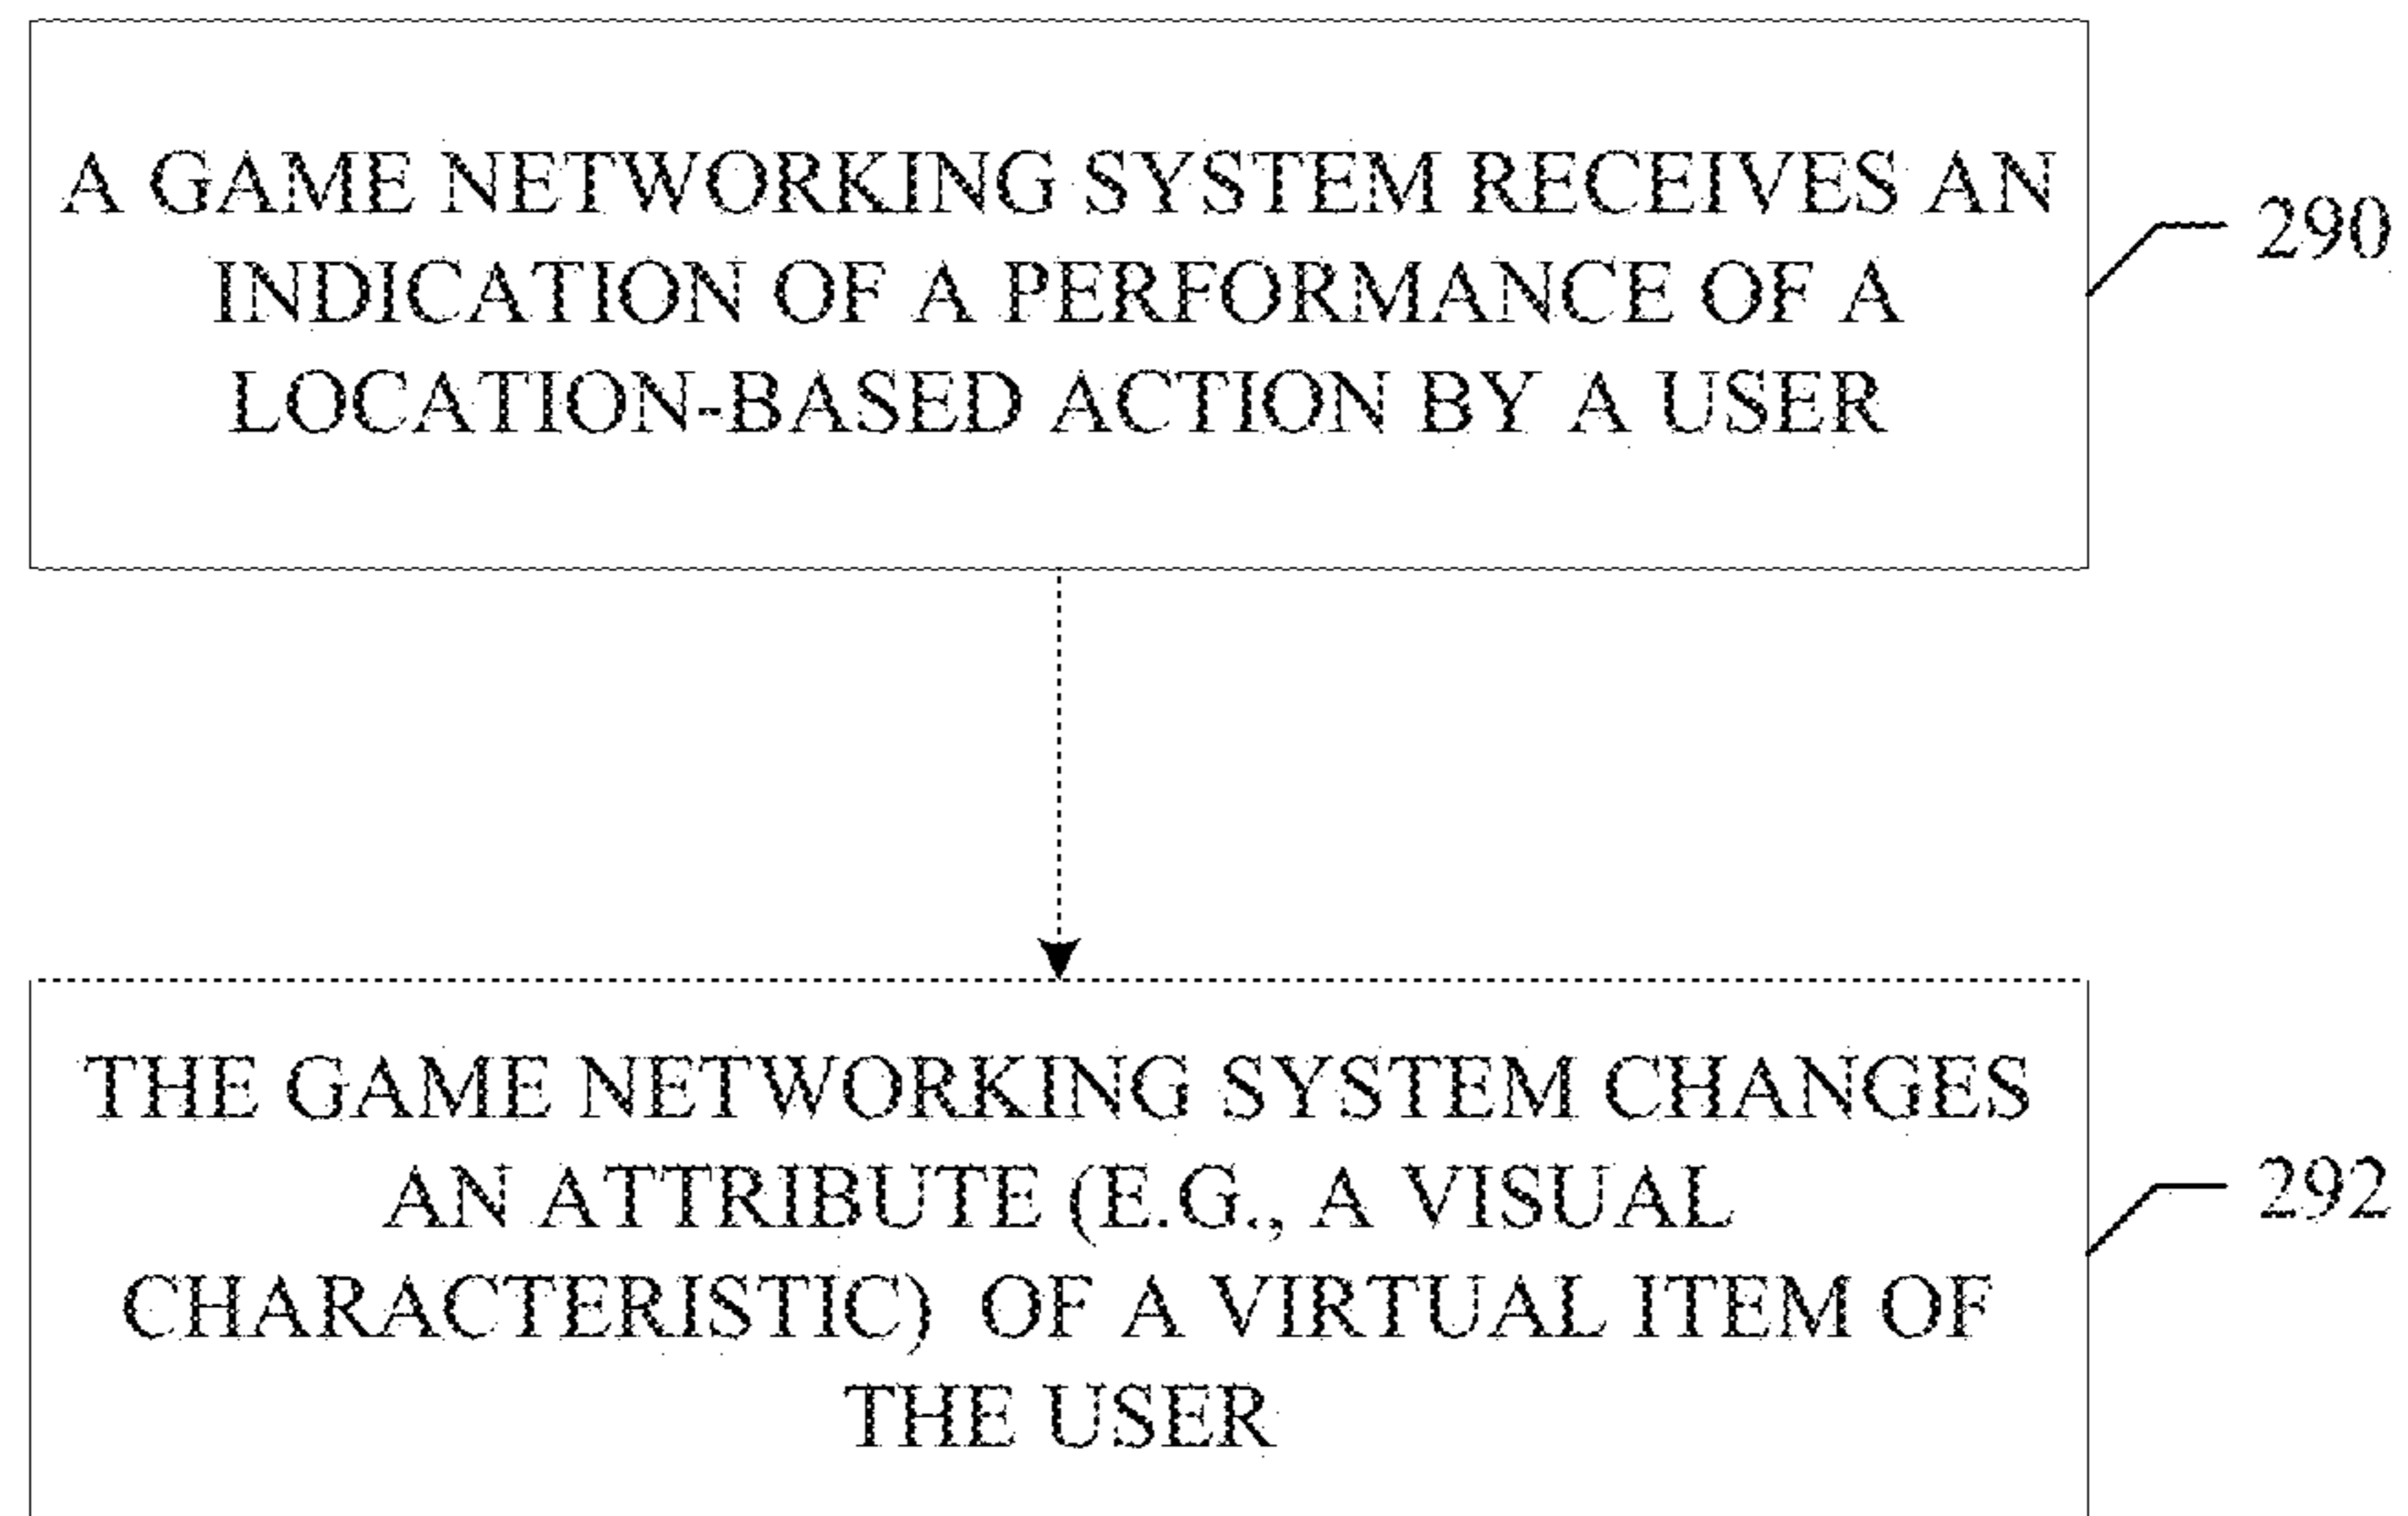 A GAME NETWORKING SYSTEM RECEIVES AN
INDICATION OF A PERFORMANCE OF A
LOCATION-BASED ACTION BY A USER
290
THE GAME NETWORKING SYSTEM CHANGES
AN ATTRIBUTE (E.G., A VISUAL
CHARACTERISTIC) OF A VIRTUAL ITEM OF
THE USER
292